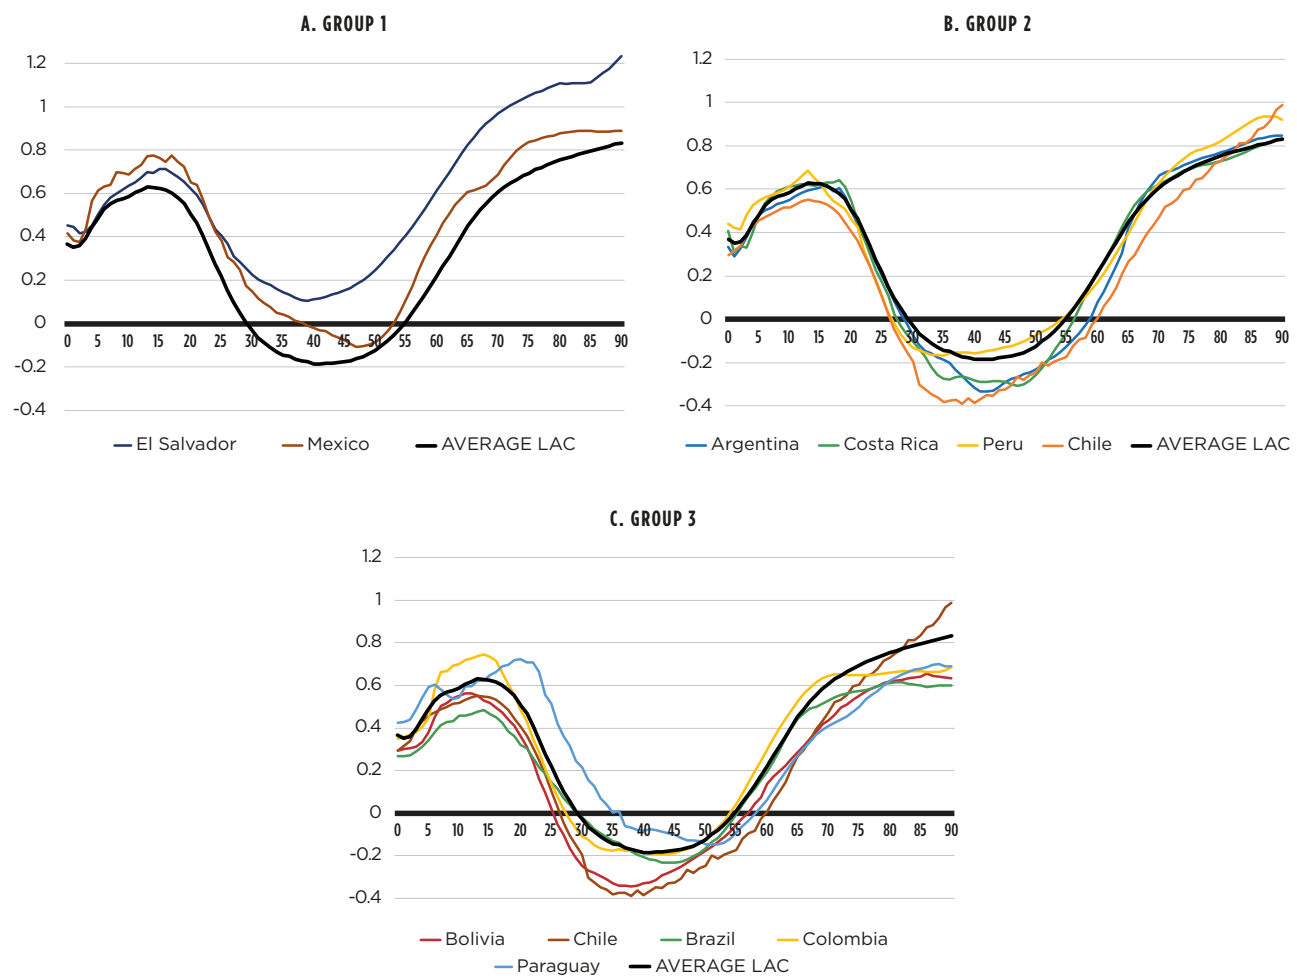 A. GROUP 1
1.2
1
0.8
0.6
0.4
0.2
0
-0.2
-0.4
0 5 10 15 20 25 30 35 40 45 50 55 60 65 70 75 80 85 90
El Salvador Mexico AVERAGE LAC
B. GROUP 2
1.2
1
0.8
0.6
0.4
0.2
0
-0.2
-0.4
0 5 10 15 20 25 30 35 40 45 50 55 60 65 70 75 80 85 90
Argentina Costa Rica Peru Chile AVERAGE LAC
C. GROUP 3
1.2
1
0.8
0.6
0.4
0.2
0
-0.2
-0.4
0 5 10 15 20 25 30 35 40 45 50 55 60 65 70 75 80 85 90
Bolivia Chile Brazil Colombia
Paraguay AVERAGE LAC